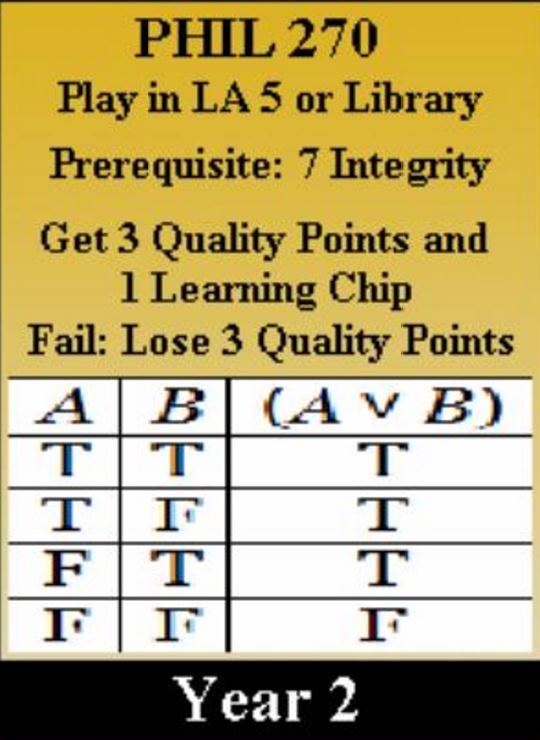 PHIL 270
Play in LA 5 or Library
Prerequisite: 7 Integrity
Get 3 Quality Points and
1 Learning Chip
Fail: Lose 3 Quality Points
A B (A ∨ B)
T T T
T F T
F T T
F F F
Year 2